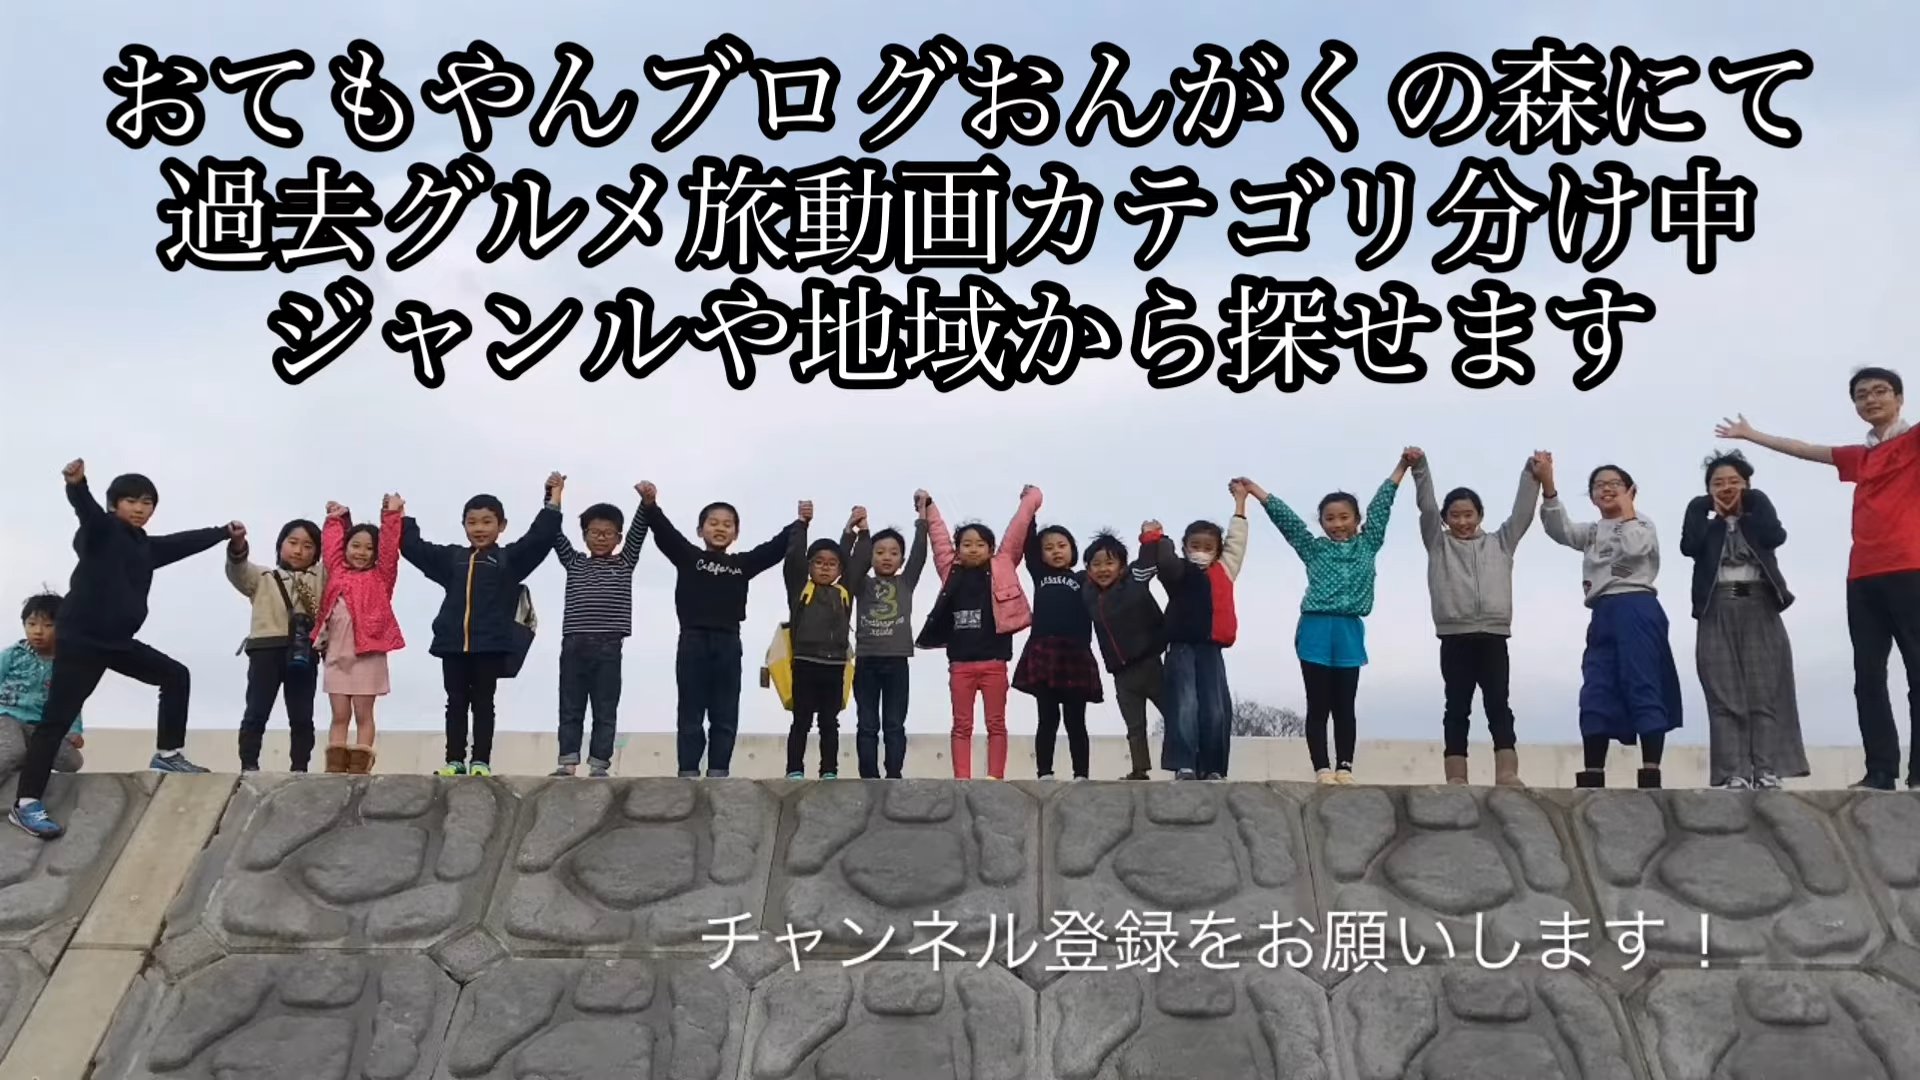 おてもやんブログおんがくの森にて
過去グルメ旅動画カテゴリ分け中
ジャンルや地域から探せます
California
チャンネル登録をお願いします！